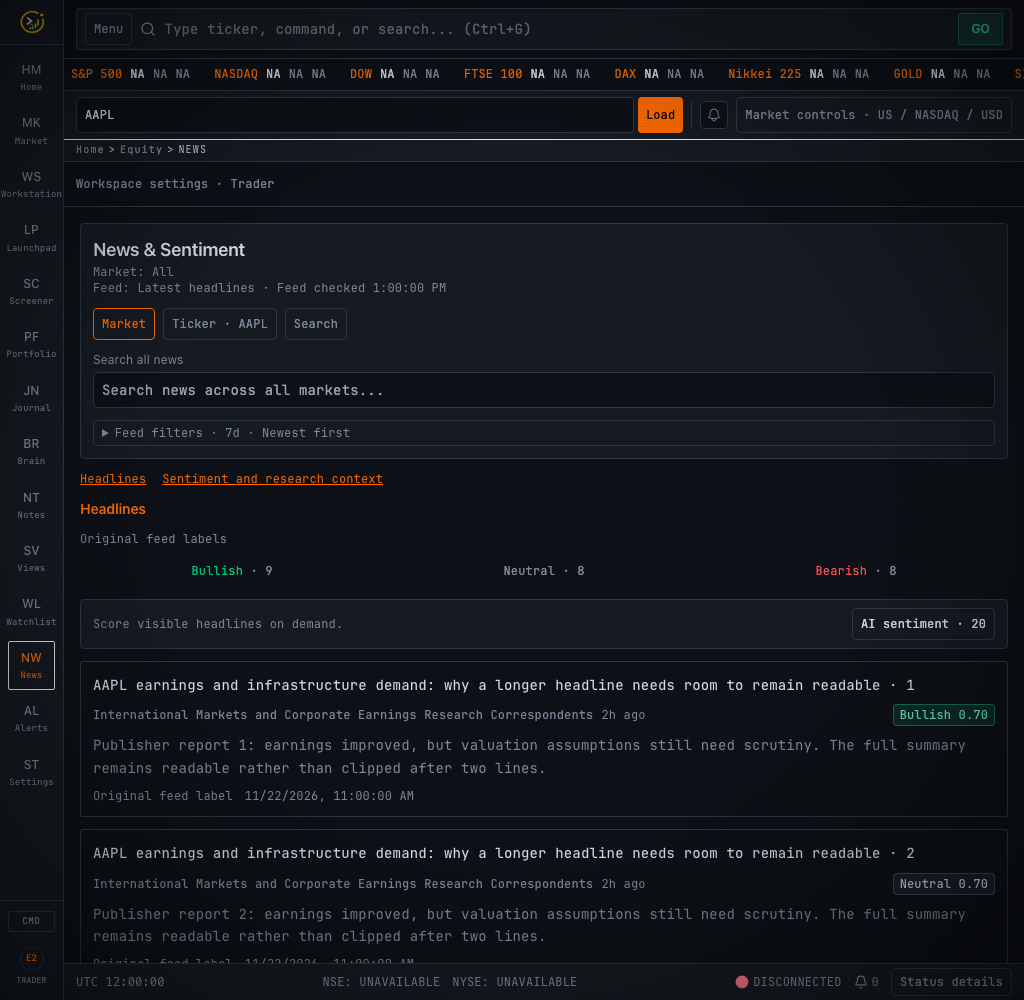 Menu Type ticker, command, or search... (Ctrl+G) GO
S&P 500 NA NA NA NASDAQ NA NA NA DOW NA NA NA FTSE 100 NA NA NA DAX NA NA NA Nikkei 225 NA NA NA GOLD NA NA NA
AAPL Load Market controls · US / NASDAQ / USD
Home > Equity > NEWS
Workspace settings · Trader
HM
Home
MK
Market
WS
Workstation
LP
Launchpad
SC
Screener
PF
Portfolio
JN
Journal
BR
Brain
NT
Notes
SV
Views
WL
Watchlist
NW
News
AL
Alerts
ST
Settings
CMD
E2
TRADER
News & Sentiment
Market: All
Feed: Latest headlines · Feed checked 1:00:00 PM
Market Ticker · AAPL Search
Search all news
Search news across all markets...
Feed filters · 7d · Newest first
Headlines Sentiment and research context
Headlines
Original feed labels
Bullish · 9 Neutral · 8 Bearish · 8
Score visible headlines on demand. AI sentiment · 20
AAPL earnings and infrastructure demand: why a longer headline needs room to remain readable · 1
International Markets and Corporate Earnings Research Correspondents 2h ago Bullish 0.70
Publisher report 1: earnings improved, but valuation assumptions still need scrutiny. The full summary
remains readable rather than clipped after two lines.
Original feed label 11/22/2026, 11:00:00 AM
AAPL earnings and infrastructure demand: why a longer headline needs room to remain readable · 2
International Markets and Corporate Earnings Research Correspondents 2h ago Neutral 0.70
Publisher report 2: earnings improved, but valuation assumptions still need scrutiny. The full summary
remains readable rather than clipped after two lines.
Original feed label 11/22/2026, 11:00:00 AM
UTC 12:00:00 NSE: UNAVAILABLE NYSE: UNAVAILABLE DISCONNECTED 0 Status details